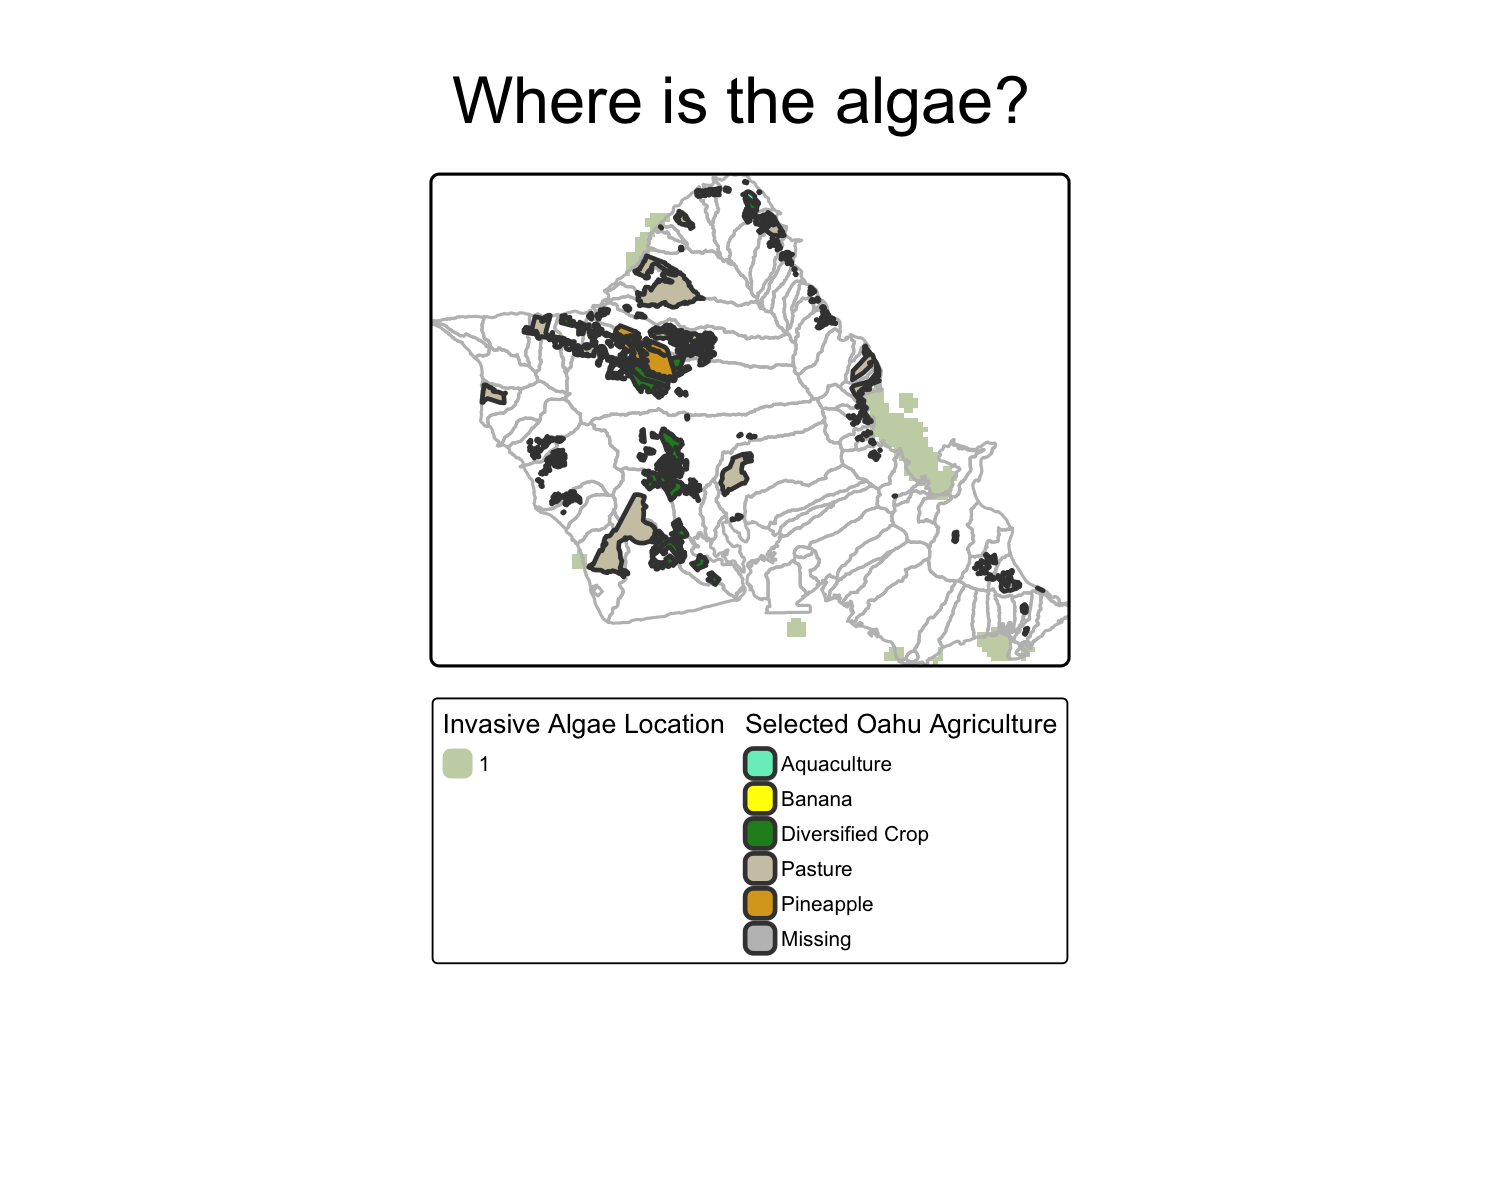 Where is the algae?
Invasive Algae Location
1
Selected Oahu Agriculture
Aquaculture
Banana
Diversified Crop
Pasture
Pineapple
Missing